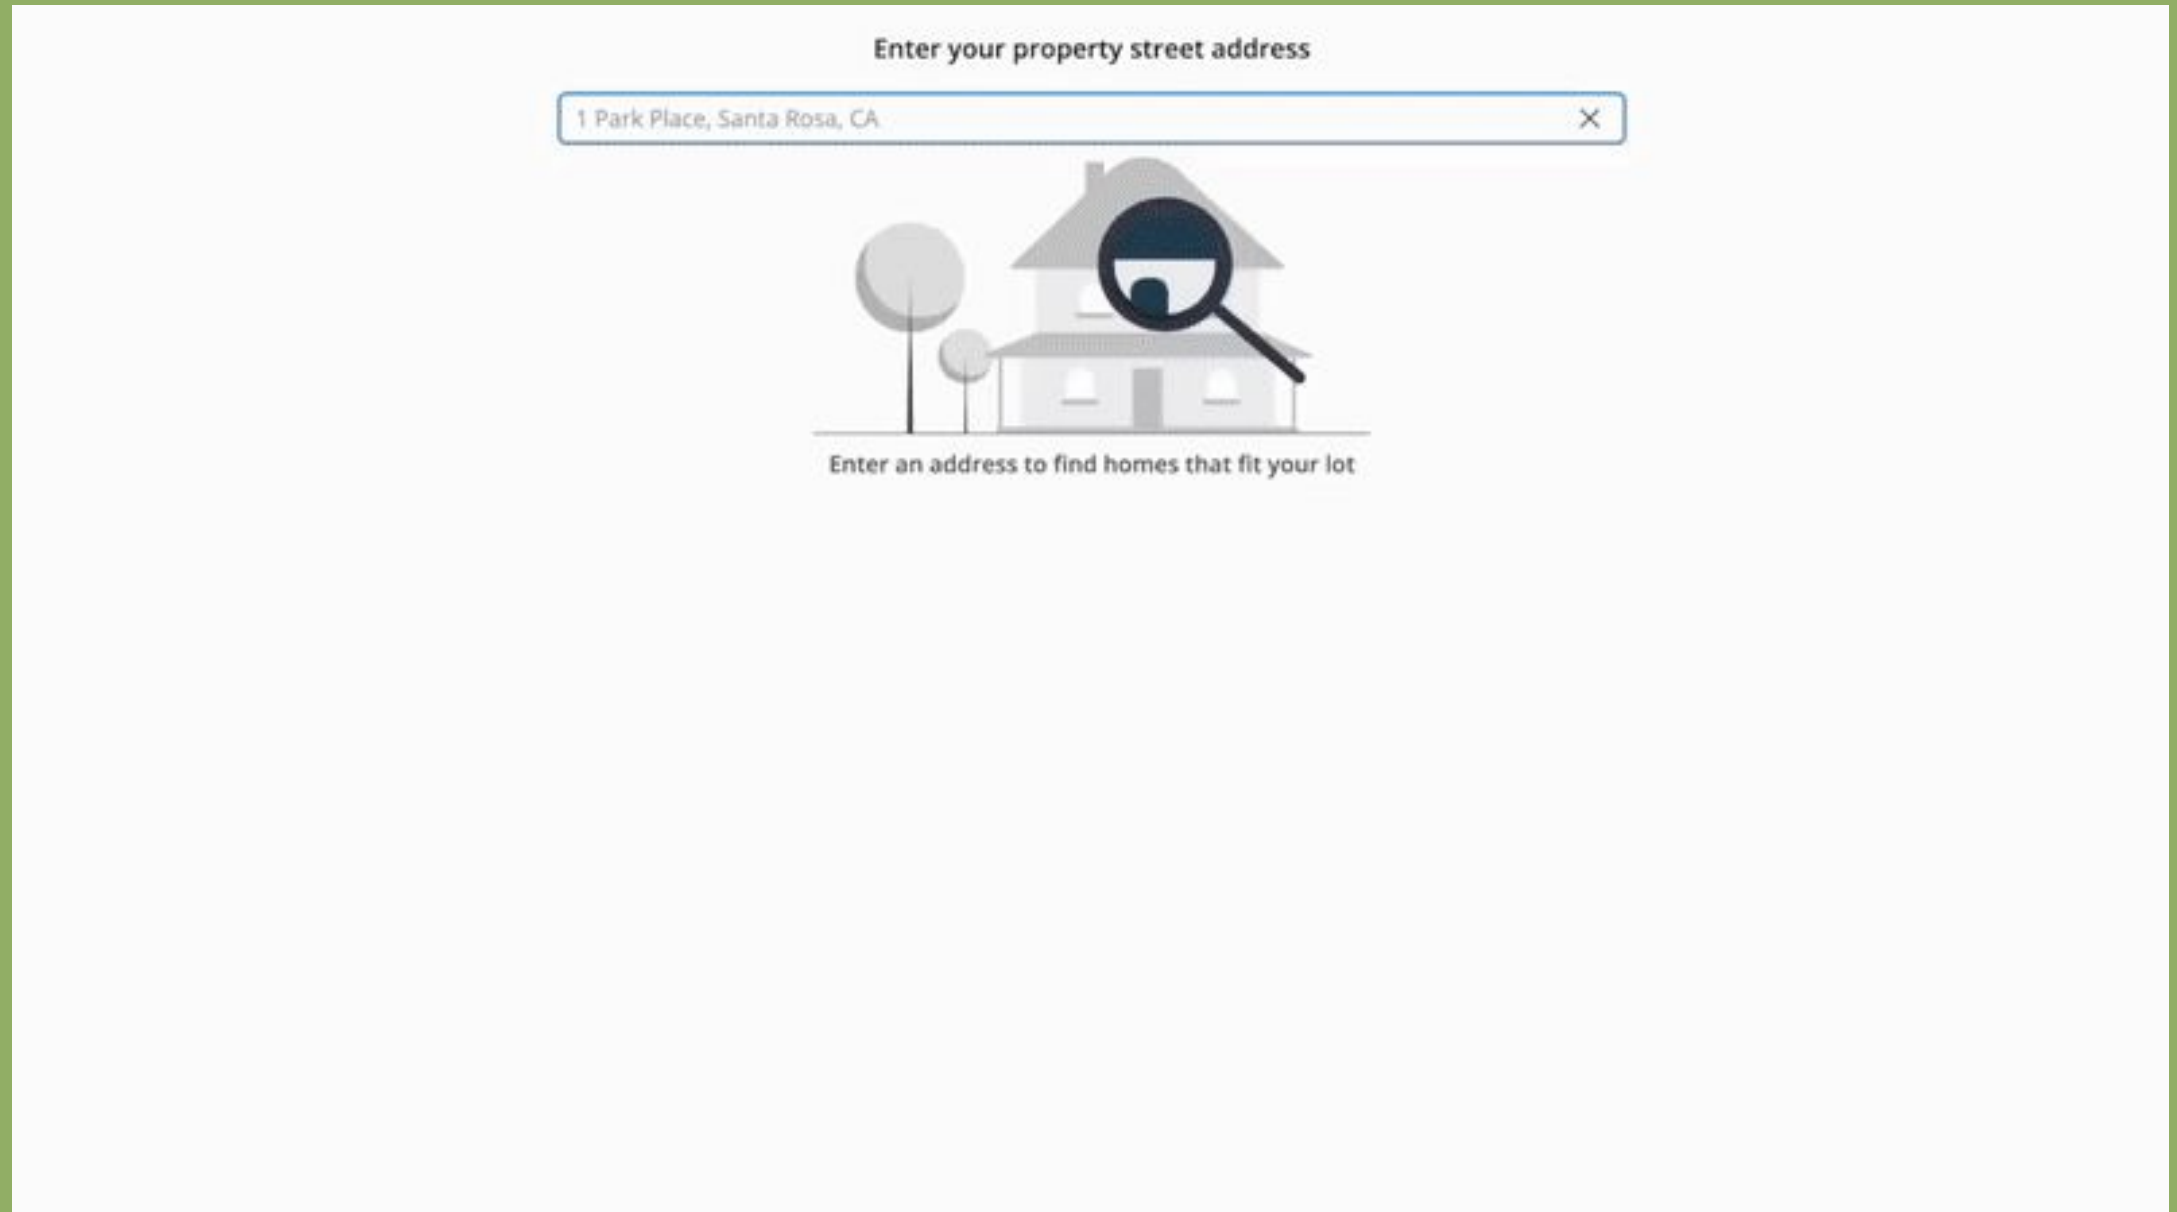 Enter your property street address
1 Park Place, Santa Rosa, CA
Enter an address to find homes that fit your lot